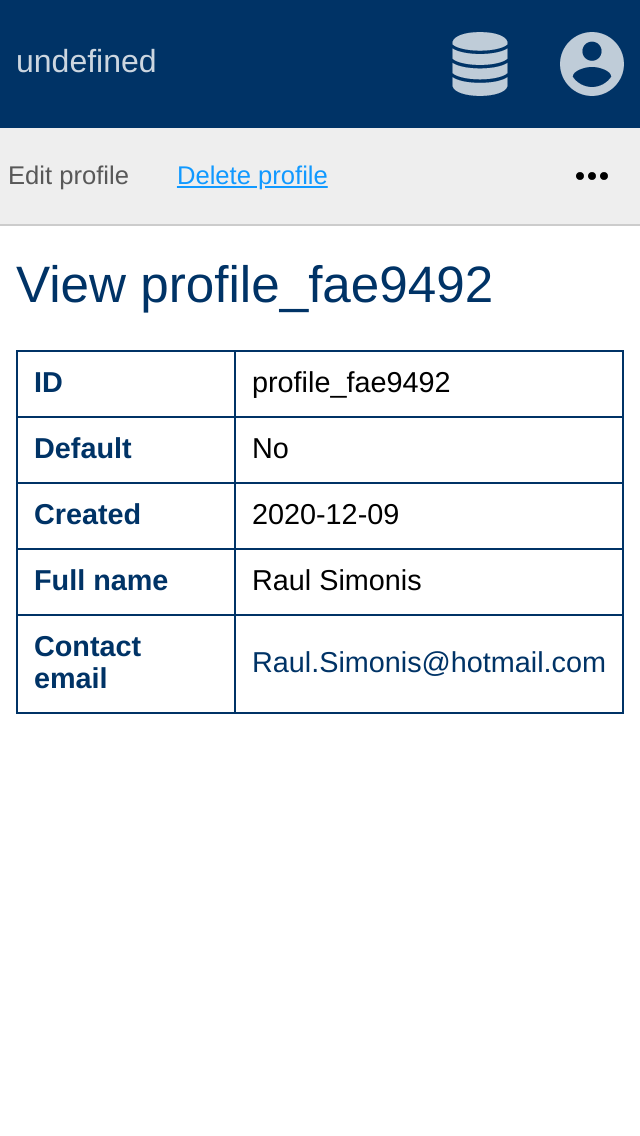 undefined
Edit profile Delete profile
View profile_fae9492
ID profile_fae9492
Default No
Created 2020-12-09
Full name Raul Simonis
Contact
email
Raul.Simonis@hotmail.com